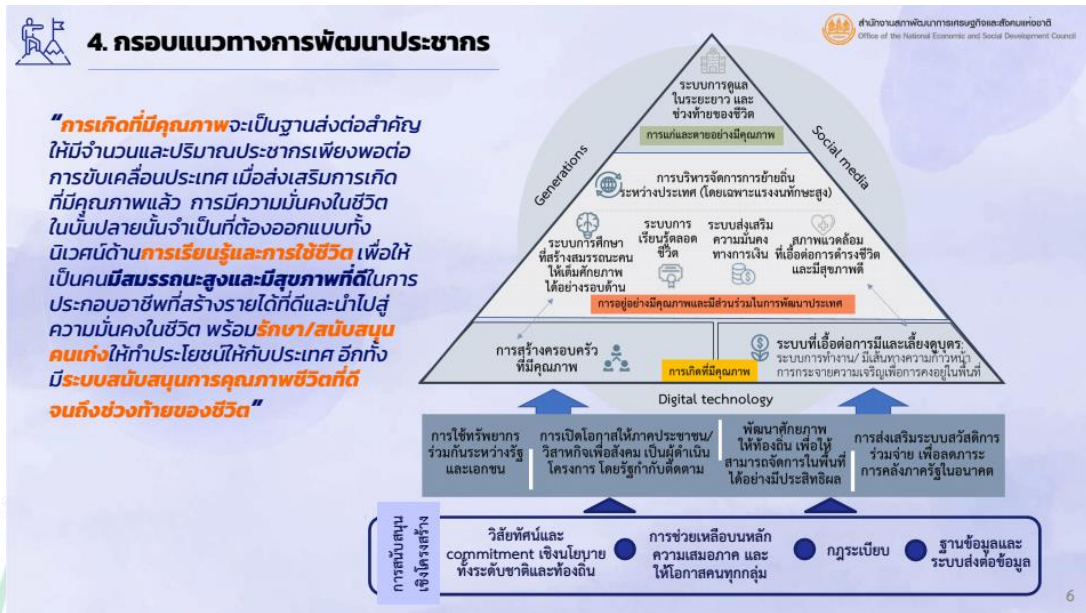 4. กรอบแนวทางการพัฒนาประชากร
สำนักงานสภาพัฒนาการเศรษฐกิจและสังคมแห่งชาติ
Office of the National Economic and Social Development Council
"การเกิดที่มีคุณภาพจะเป็นฐานส่งต่อสำคัญ
ให้มีจำนวนและปริมาณประชากรเพียงพอต่อ
การขับเคลื่อนประเทศ เมื่อส่งเสริมการเกิด
ที่มีคุณภาพแล้ว การมีความมั่นคงในชีวิต
ในบั้นปลายนั้นจำเป็นที่ต้องออกแบบทั้ง
นิเวศน์ด้านการเรียนรู้และการใช้ชีวิต เพื่อให้
เป็นคนมีสมรรถนะสูงและมีสุขภาพที่ดีในการ
ประกอบอาชีพที่สร้างรายได้ที่ดีและนำไปสู่
ความมั่นคงในชีวิต พร้อมรักษา/สนับสนุน
คนเก่งให้ทำประโยชน์ให้กับประเทศ อีกทั้ง
มีระบบสนับสนุนการคุณภาพชีวิตที่ดี
จนถึงช่วงท้ายของชีวิต"
Generations
Social media
ระบบการดูแล
ในระยะยาว และ
ช่วงท้ายของชีวิต
การแก่และตายอย่างมีคุณภาพ
การบริหารจัดการการย้ายถิ่น
ระหว่างประเทศ (โดยเฉพาะแรงงนทักษะสูง)
ระบบการศึกษา
ที่สร้างสมรรถนะคน
ให้เต็มศักยภาพ
ได้อย่างรอบด้าน
ระบบการ
เรียนรู้ตลอด
ชีวิต
ระบบส่งเสริม
ความมั่นคง
ทางการเงิน
สภาพแวดล้อม
ที่เอื้อต่อการดำรงชีวิต
และมีสุขภาพดี
การอยู่อย่างมีคุณภาพและมีส่วนร่วมในการพัฒนาประเทศ
การสร้างครอบครัว
ที่มีคุณภาพ
การเกิดที่มีคุณภาพ
ระบบที่เอื้อต่อการมีและเลี้ยงดูบุตร:
ระบบการทำงาน/ มีเส้นทางความก้าวหน้า
การกระจายความเจริญเพื่อการคงอยู่ในพื้นที่
Digital technology
การใช้ทรัพยากร
ร่วมกันระหว่างรัฐ
และเอกชน
การเปิดโอกาสให้ภาคประชาชน/
วิสาหกิจเพื่อสังคม เป็นผู้ดำเนิน
โครงการ โดยรัฐกำกับติดตาม
พัฒนาศักยภาพ
ให้ท้องถิ่น เพื่อให้
สามารถจัดการในพื้นที่
ได้อย่างมีประสิทธิผล
การส่งเสริมระบบสวัสดิการ
ร่วมจ่าย เพื่อลดภาระ
การคลังภาครัฐในอนาคต
การสนับสนุน
เชิงโครงสร้าง
วิสัยทัศน์และ
commitment เชิงนโยบาย
ทั้งระดับชาติและท้องถิ่น
การช่วยเหลือบนหลัก
ความเสมอภาค และ
ให้โอกาสคนทุกกลุ่ม
กฎระเบียบ
ฐานข้อมูลและ
ระบบส่งต่อข้อมูล
6